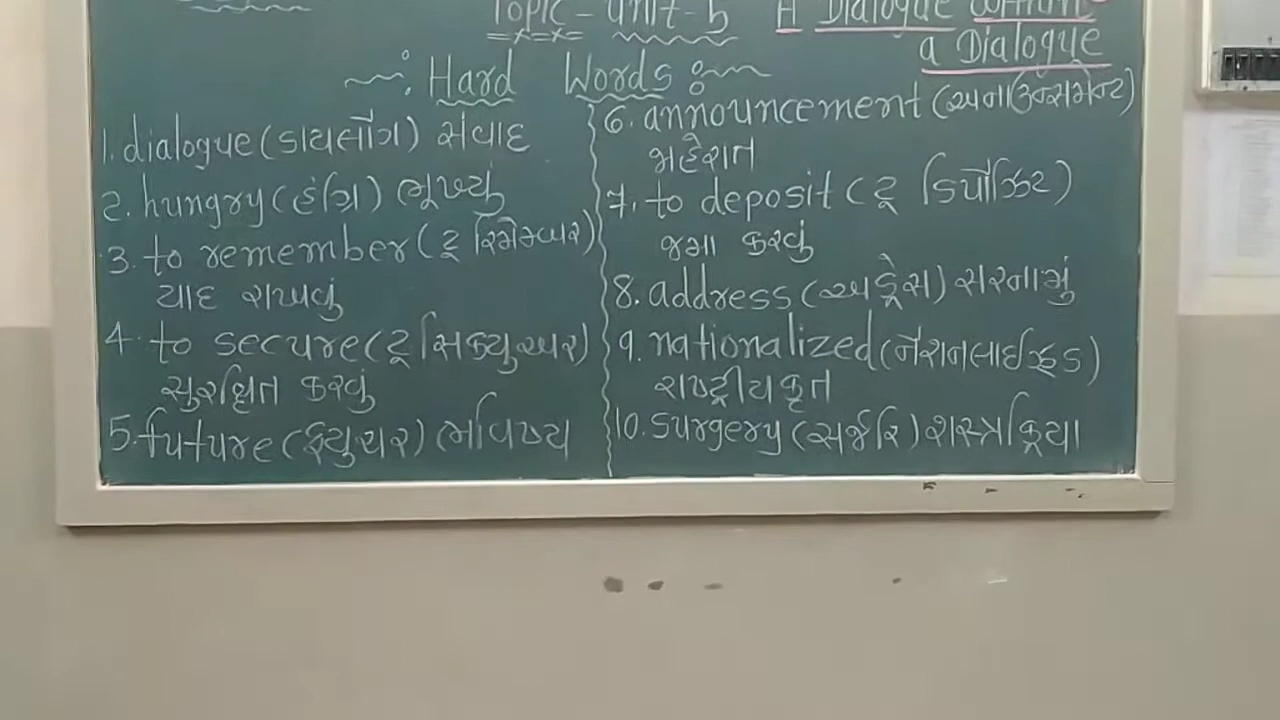 Topic - Unit-5 A Dialogue Within
a Dialogue
Hard Words :
1. dialogue (ડાયલૉગ) સંવાદ
2. hungry (હંગ્રિ) ભૂખ્યું
3. to remember (ટૂ રિમેમ્બર)
યાદ રાખવું
4. to secure (ટૂ સિક્યુઅર)
સુરક્ષિત કરવું
5. future (ફ્યુચર) ભવિષ્ય
6. announcement (અનાઉન્સમેન્ટ)
જાહેરાત
7. to deposit (ટૂ ડિપૉઝિટ)
જમા કરવું
8. address (અડ્રેસ) સરનામું
9. nationalized (નૅશનલાઈઝ્ડ)
રાષ્ટ્રીયકૃત
10. surgery (સર્જરિ) શસ્ત્રક્રિયા